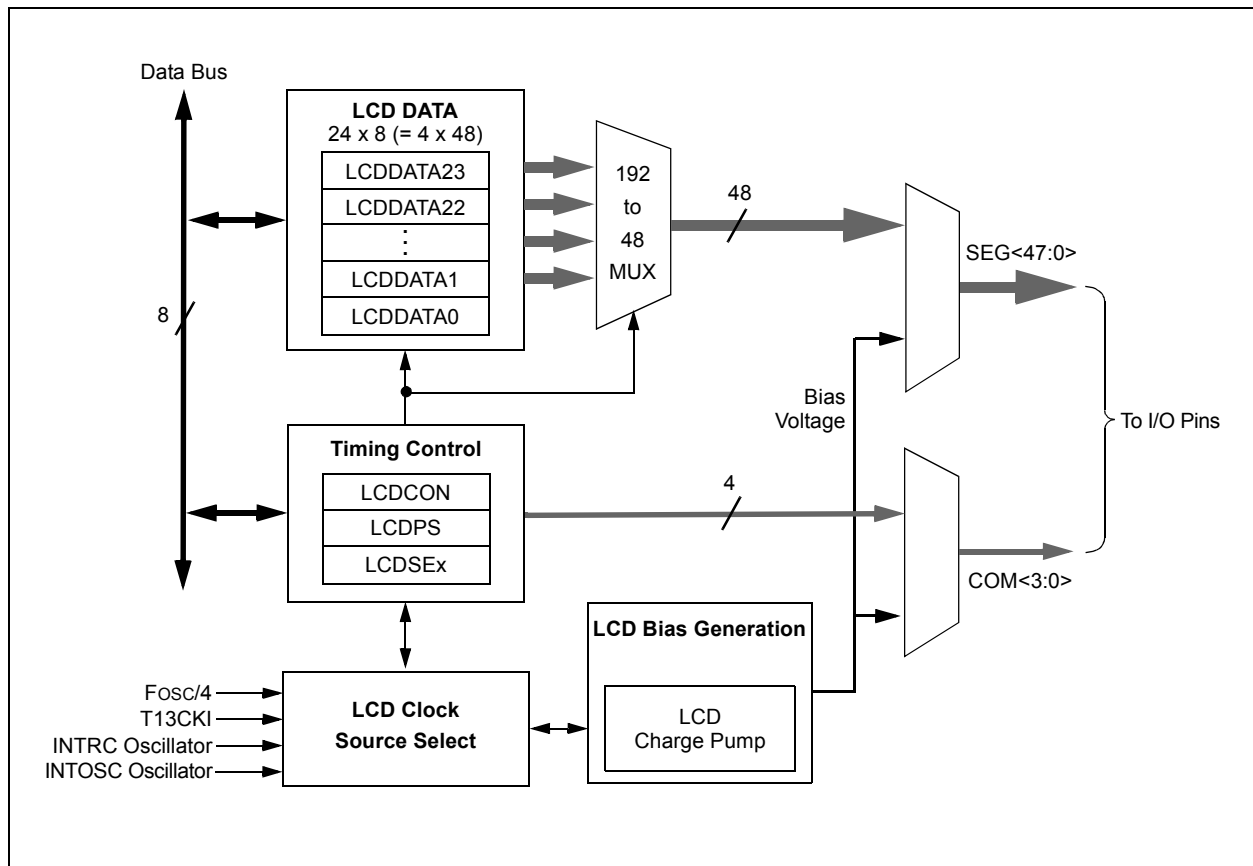 Data Bus
8
LCD DATA
24 x 8 (= 4 x 48)
LCDDATA23
LCDDATA22
⋮
LCDDATA1
LCDDATA0
192
to
48
MUX
48
SEG<47:0>
Bias
Voltage
To I/O Pins
Timing Control
LCDCON
LCDPS
LCDSEx
4
COM<3:0>
LCD Bias Generation
LCD
Charge Pump
FOSC/4
T13CKI
INTRC Oscillator
INTOSC Oscillator
LCD Clock
Source Select